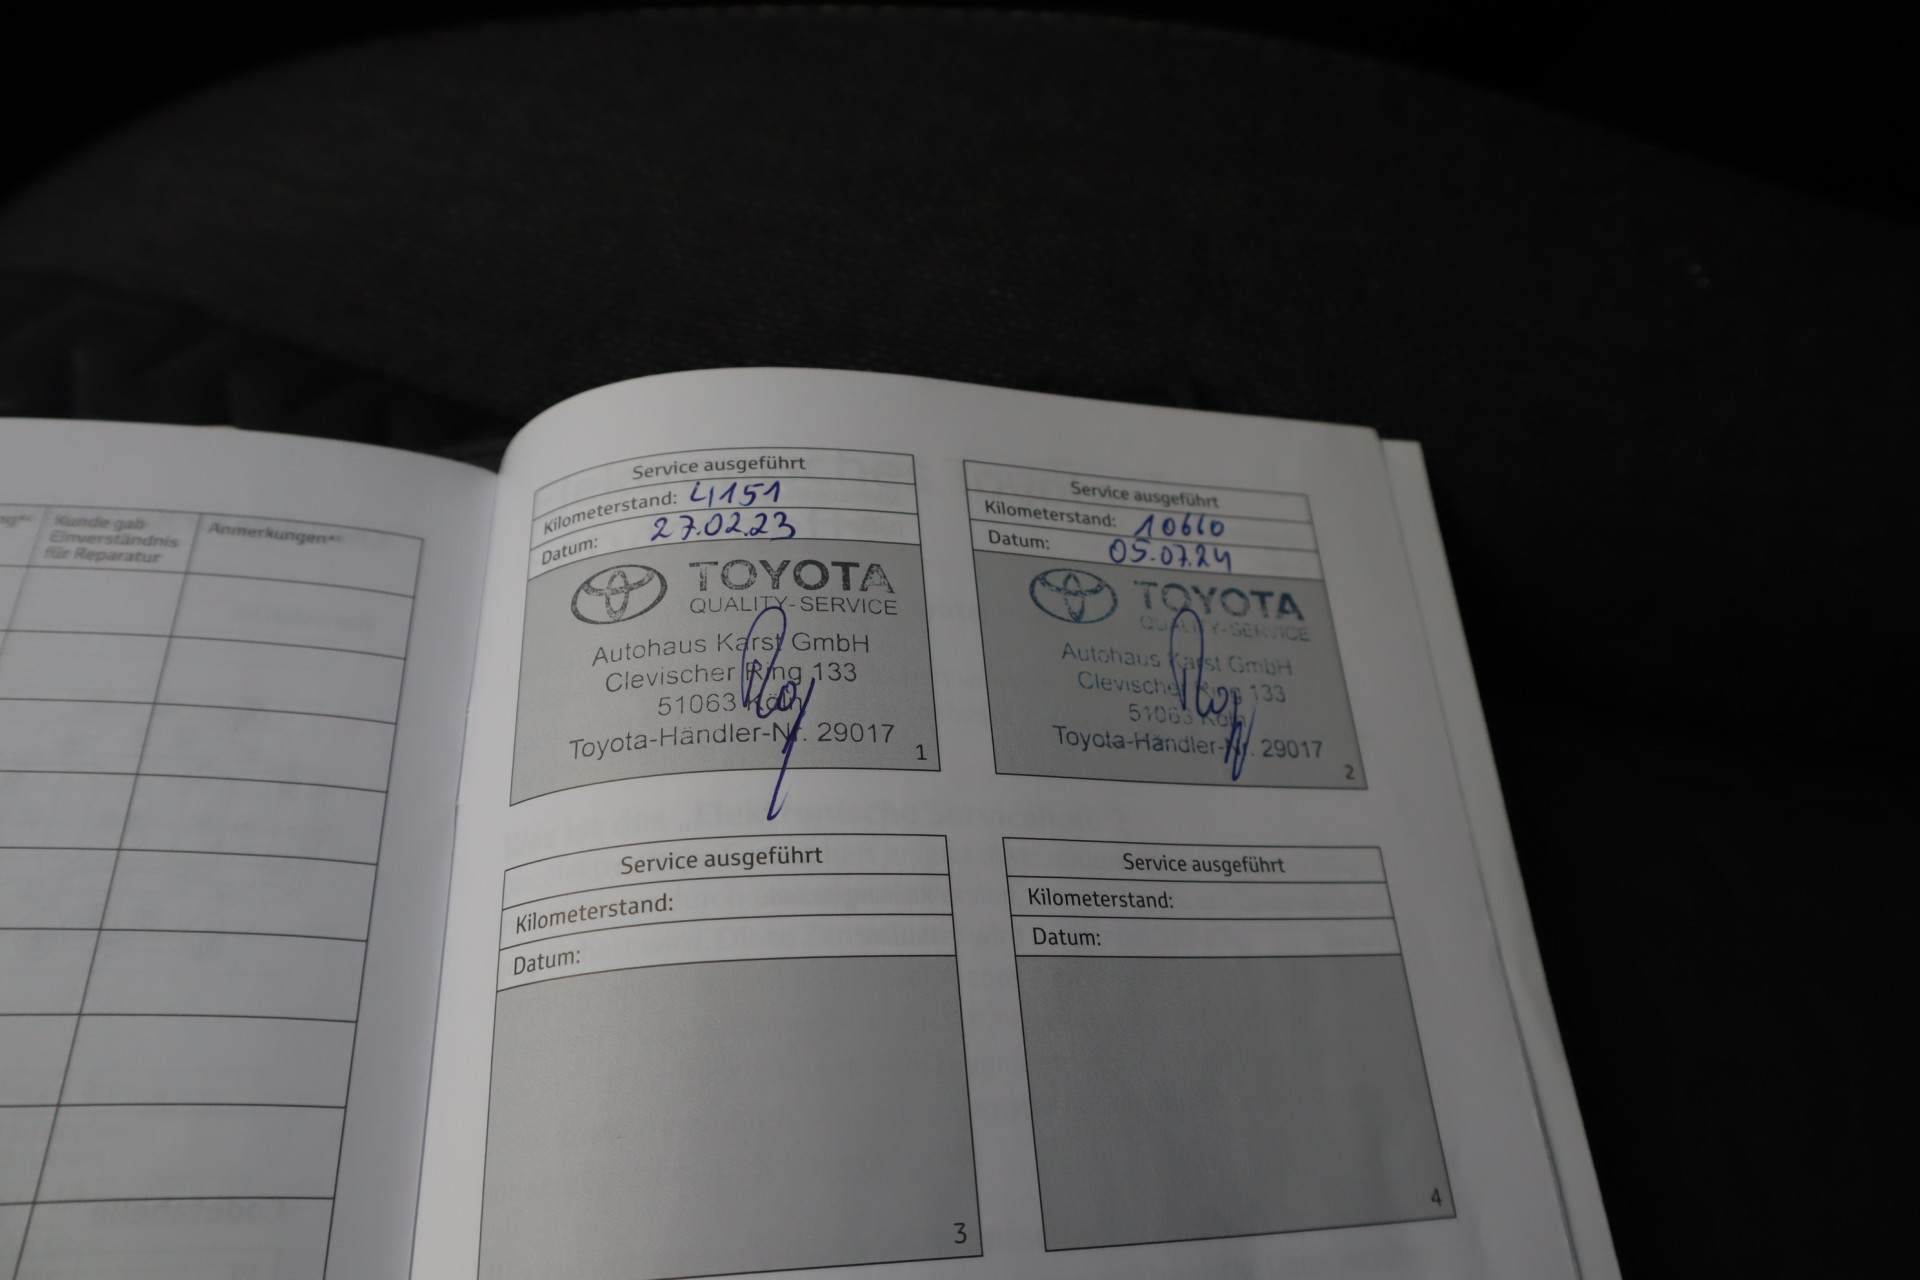 Kunde gab
Einverständnis
für Reparatur
Anmerkungen
Service ausgeführt
Kilometerstand: 4151
Datum: 27.02.23
TOYOTA
QUALITY-SERVICE
Autohaus Karst GmbH
Clevischer Ring 133
51063 Köln
Toyota-Händler-Nr. 29017
1
Service ausgeführt
Kilometerstand: 10660
Datum: 05.07.24
TOYOTA
QUALITY-SERVICE
Autohaus Karst GmbH
Clevischer Ring 133
51063 Köln
Toyota-Händler-Nr. 29017
2
Service ausgeführt
Kilometerstand:
Datum:
3
Service ausgeführt
Kilometerstand:
Datum:
4